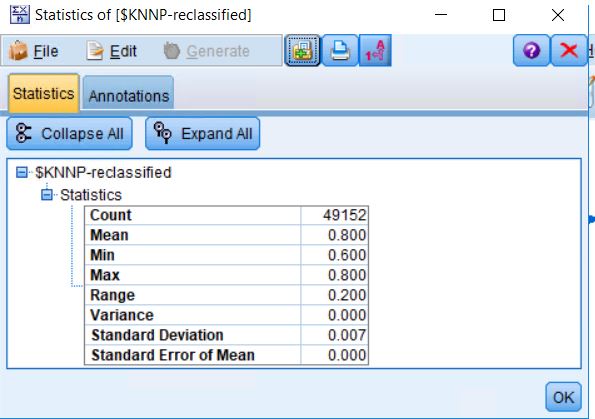 Statistics of [$KNNP-reclassified]
File Edit Generate
Statistics Annotations
Collapse All Expand All
$KNNP-reclassified
Statistics
Count 49152
Mean 0.800
Min 0.600
Max 0.800
Range 0.200
Variance 0.000
Standard Deviation 0.007
Standard Error of Mean 0.000
OK